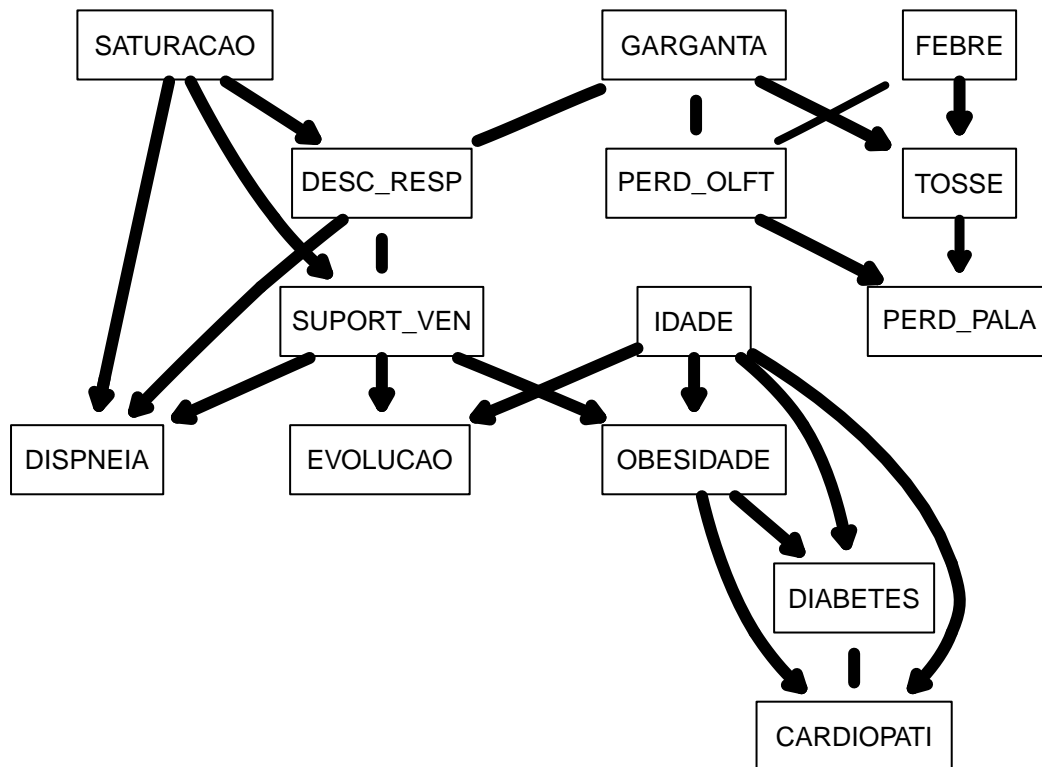 SATURACAO
GARGANTA
FEBRE
DESC_RESP
PERD_OLFT
TOSSE
SUPORT_VEN
IDADE
PERD_PALA
DISPNEIA
EVOLUCAO
OBESIDADE
DIABETES
CARDIOPATI